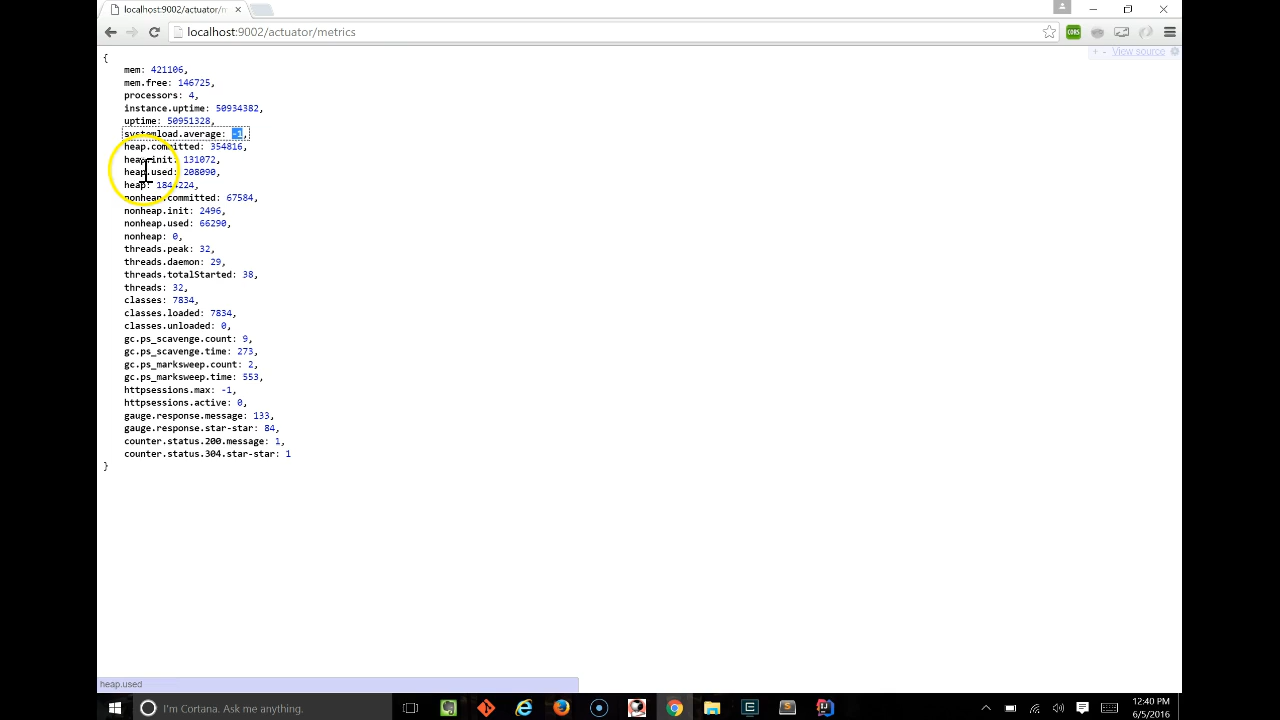 localhost:9002/actuator/m
localhost:9002/actuator/metrics
CORS
+ - View source
{
mem: 421106,
mem.free: 146725,
processors: 4,
instance.uptime: 50934382,
uptime: 50951328,
systemload.average: -1,
heap.committed: 354816,
heap.init: 131072,
heap.used: 208090,
heap: 1844224,
nonheap.committed: 67584,
nonheap.init: 2496,
nonheap.used: 66290,
nonheap: 0,
threads.peak: 32,
threads.daemon: 29,
threads.totalStarted: 38,
threads: 32,
classes: 7834,
classes.loaded: 7834,
classes.unloaded: 0,
gc.ps_scavenge.count: 9,
gc.ps_scavenge.time: 273,
gc.ps_marksweep.count: 2,
gc.ps_marksweep.time: 553,
httpsessions.max: -1,
httpsessions.active: 0,
gauge.response.message: 133,
gauge.response.star-star: 84,
counter.status.200.message: 1,
counter.status.304.star-star: 1
}
heap.used
I'm Cortana. Ask me anything.
12:40 PM
6/5/2016